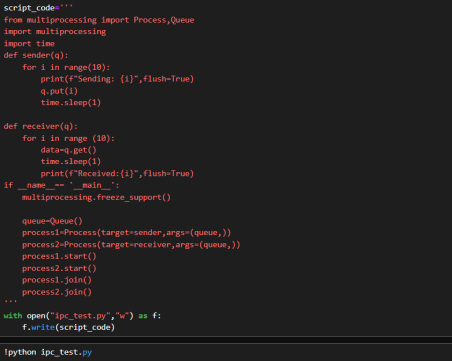 script_code='''
from multiprocessing import Process,Queue
import multiprocessing
import time
def sender(q):
    for i in range(10):
        print(f"Sending: {i}",flush=True)
        q.put(i)
        time.sleep(1)

def receiver(q):
    for i in range (10):
        data=q.get()
        time.sleep(1)
        print(f"Received:{i}",flush=True)
if __name__== '__main__':
    multiprocessing.freeze_support()

    queue=Queue()
    process1=Process(target=sender,args=(queue,))
    process2=Process(target=receiver,args=(queue,))
    process1.start()
    process2.start()
    process1.join()
    process2.join()
'''
with open("ipc_test.py","w") as f:
    f.write(script_code)
!python ipc_test.py